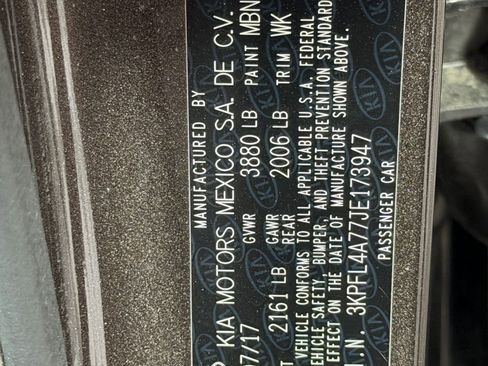 MANUFACTURED BY
KIA MOTORS MEXICO S.A. DE C.V.
7/17 GVWR 3880 LB PAINT MBN
2161 LB GAWR REAR 2006 LB TRIM WK
VEHICLE CONFORMS TO ALL APPLICABLE U.S.A. FEDERAL
VEHICLE SAFETY, BUMPER, AND THEFT PREVENTION STANDARD
EFFECT ON THE DATE OF MANUFACTURE SHOWN ABOVE.
I.N. 3KPFL4A77JE173947
PASSENGER CAR